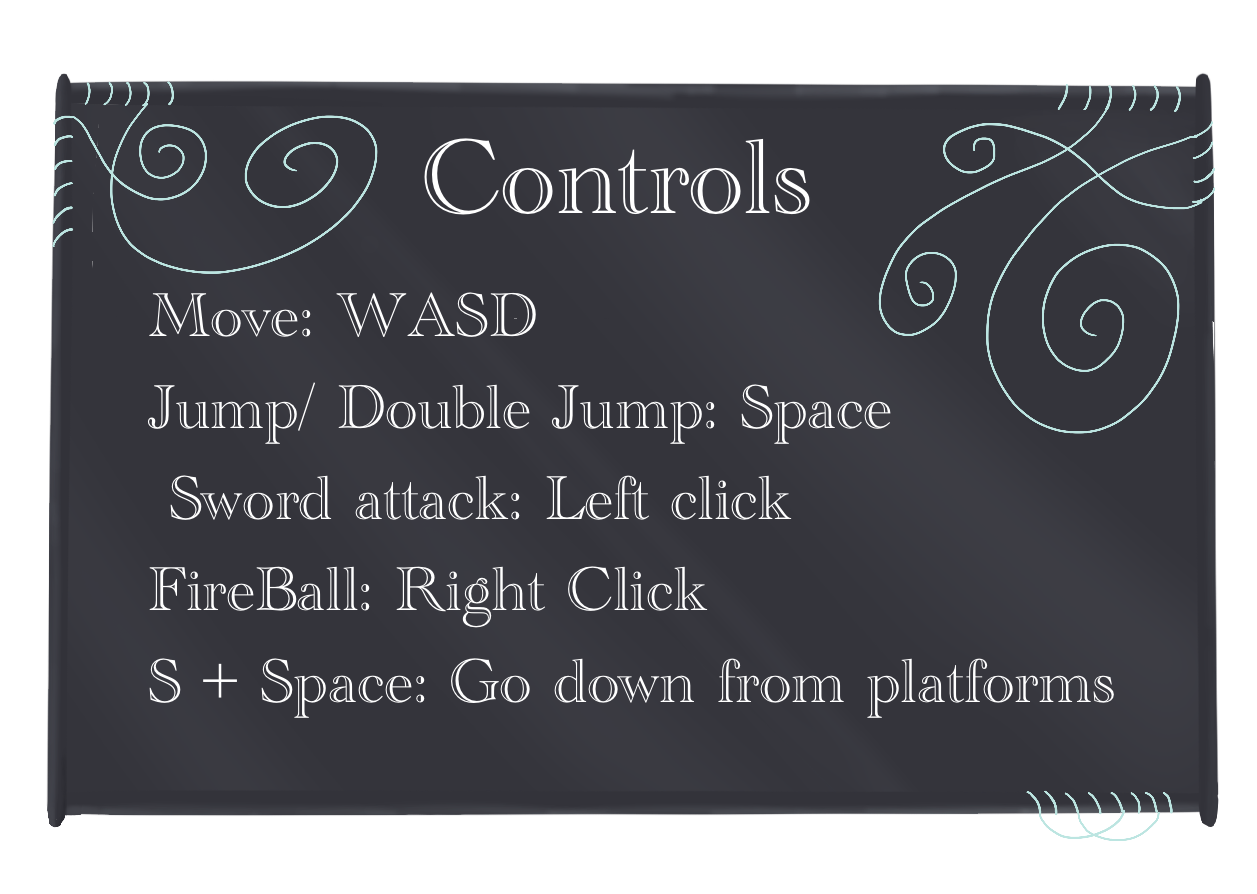 Controls
Move: WASD
Jump/ Double Jump: Space
Sword attack: Left click
FireBall: Right Click
S + Space: Go down from platforms